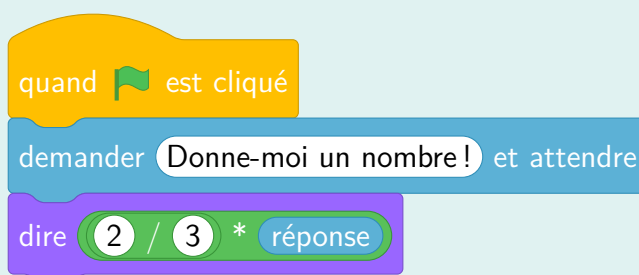 quand est cliqué
demander Donne-moi un nombre ! et attendre
dire 2 / 3 * réponse